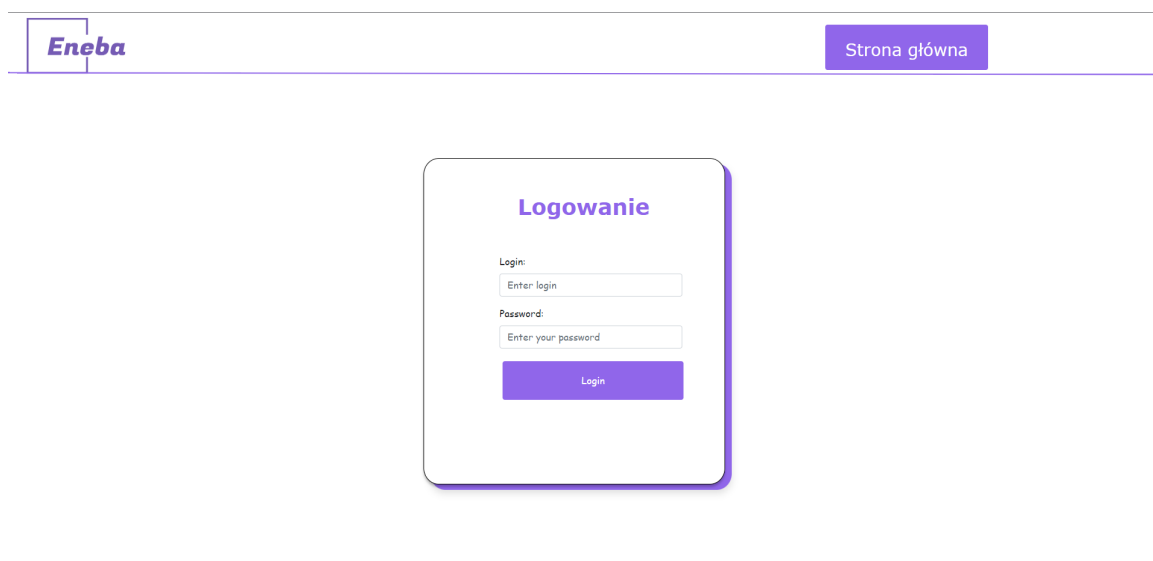 Eneba
Strona główna
Logowanie
Login:
Enter login
Password:
Enter your password
Login